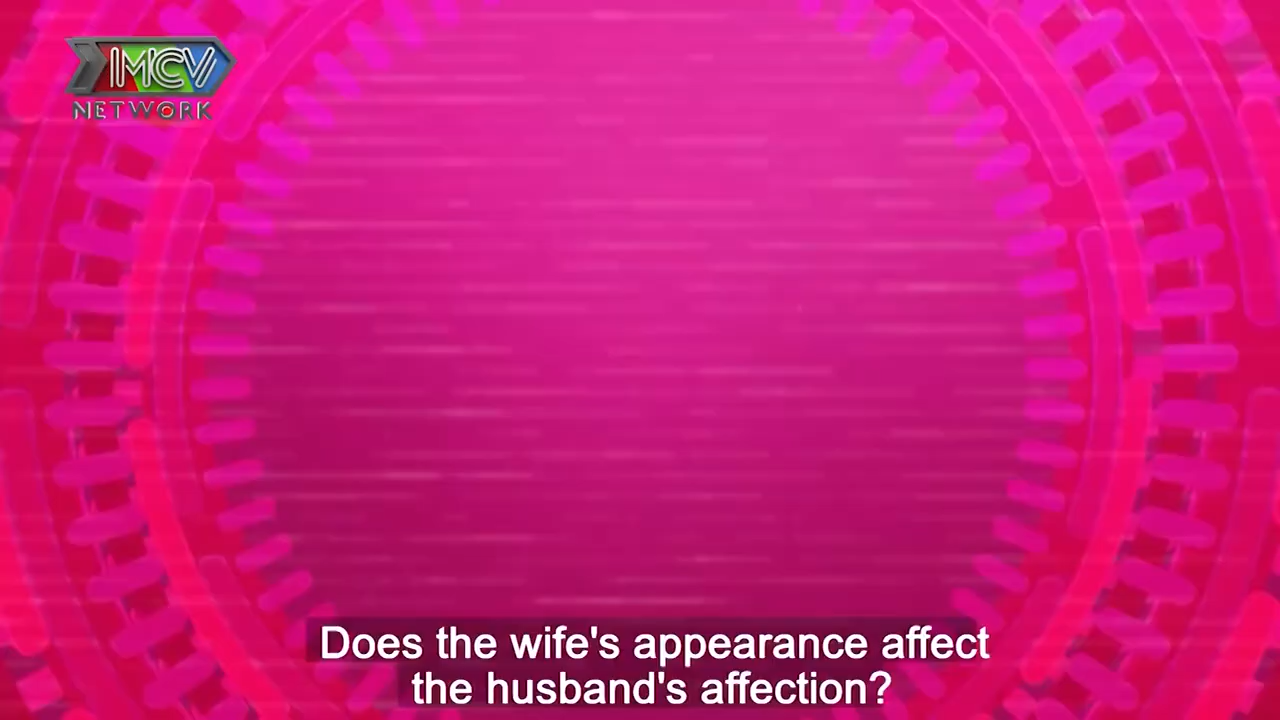 MCV
NETWORK
Does the wife's appearance affect
the husband's affection?